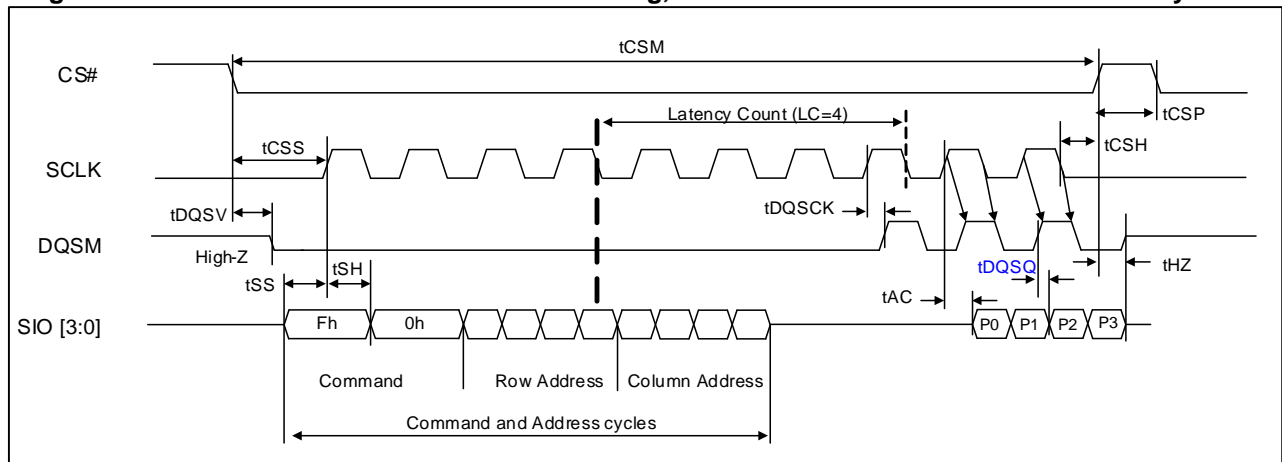 tCSM
CS#
tCSP
Latency Count (LC=4)
tCSS
tCSH
SCLK
tDQSCK
tDQSV
DQSM
High-Z
tSS
tSH
tDQSQ
tHZ
tAC
SIO [3:0]
Fh
0h
P0
P1
P2
P3
Command
Row Address
Column Address
Command and Address cycles